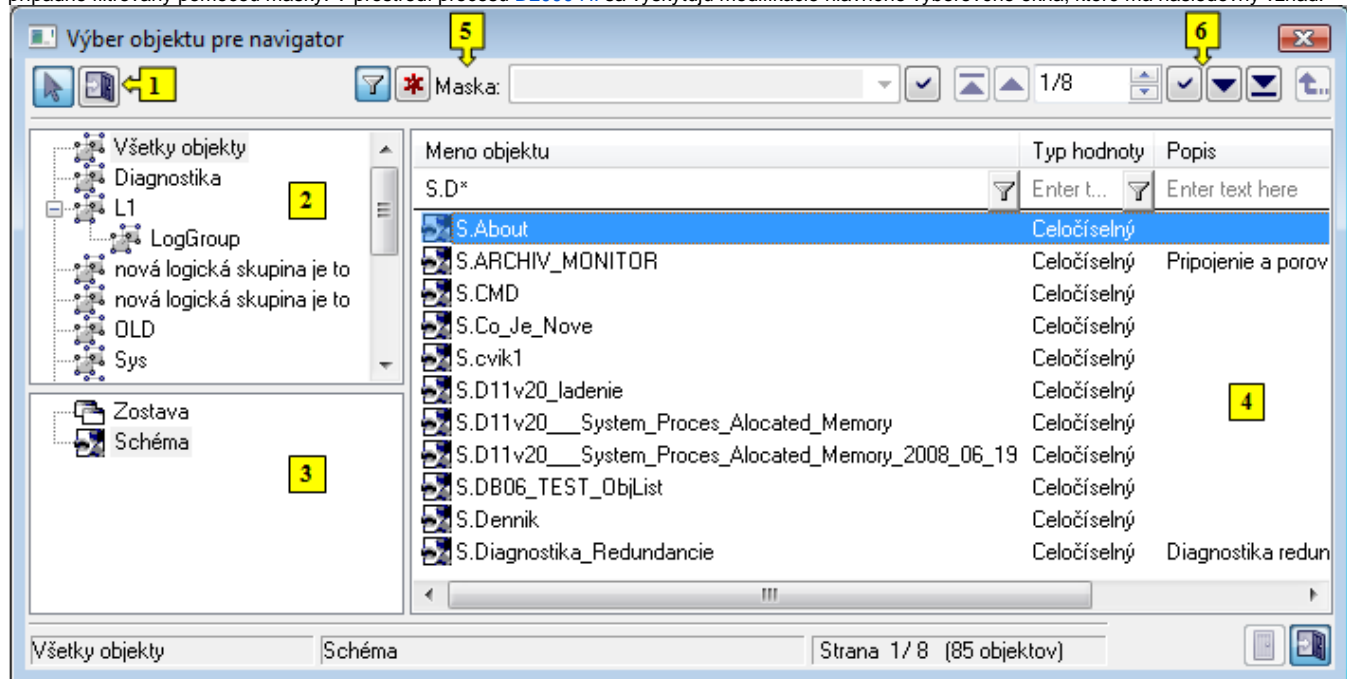 Výber objektu pre navigator
5
6
1
Maska:
1/8
Všetky objekty
Diagnostika
2
L1
LogGroup
nová logická skupina je to
nová logická skupina je to
OLD
Sys
Zostava
Schéma
3
Meno objektu Typ hodnoty Popis
S.D* Enter t... Enter text here
S.About Celočíselný
S.ARCHIV_MONITOR Celočíselný Pripojenie a porov
S.CMD Celočíselný
S.Co_Je_Nove Celočíselný
S.cvik1 Celočíselný
S.D11v20_ladenie Celočíselný
4
S.D11v20___System_Proces_Alocated_Memory Celočíselný
S.D11v20___System_Proces_Alocated_Memory_2008_06_19 Celočíselný
S.DB06_TEST_ObjList Celočíselný
S.Dennik Celočíselný
S.Diagnostika_Redundancie Celočíselný Diagnostika redun
Všetky objekty Schéma Strana 1/ 8 (85 objektov)